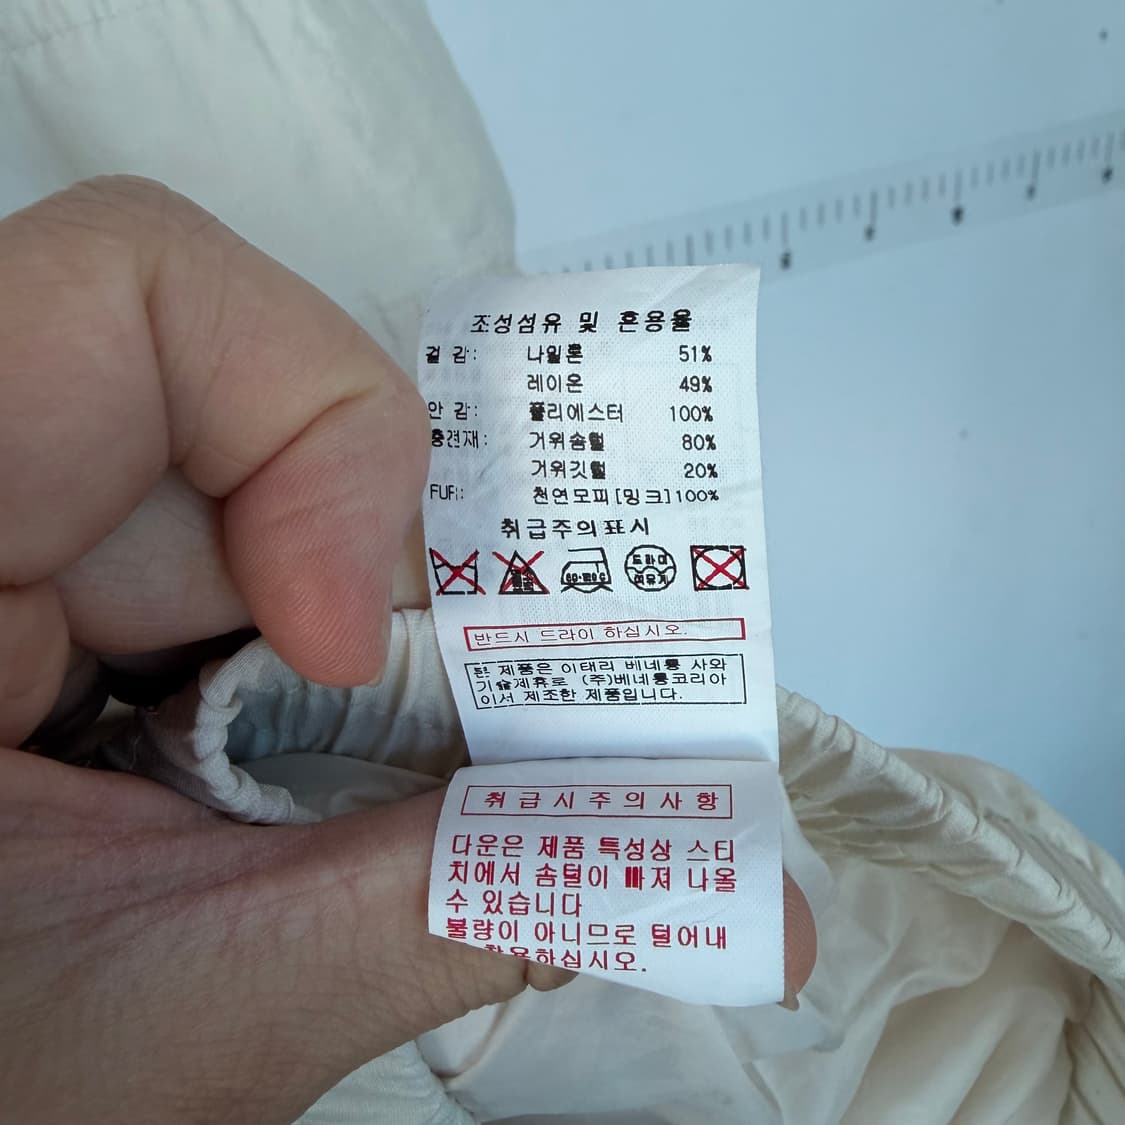 조성섬유 및 혼용율
겉 감: 나일론 51%
레이온 49%
안 감: 폴리에스터 100%
충전재: 거위솜털 80%
거위깃털 20%
FUR: 천연모피[밍크]100%
취급주의표시
드라이
석유계
반드시 드라이 하십시오.
본 제품은 이태리 베네통 사와
기술제휴로 (주)베네통코리아
에서 제조한 제품입니다.
취급시주의사항
다운은 제품 특성상 스티
치에서 솜털이 빠져 나올
수 있습니다
불량이 아니므로 털어내
착용하십시오.